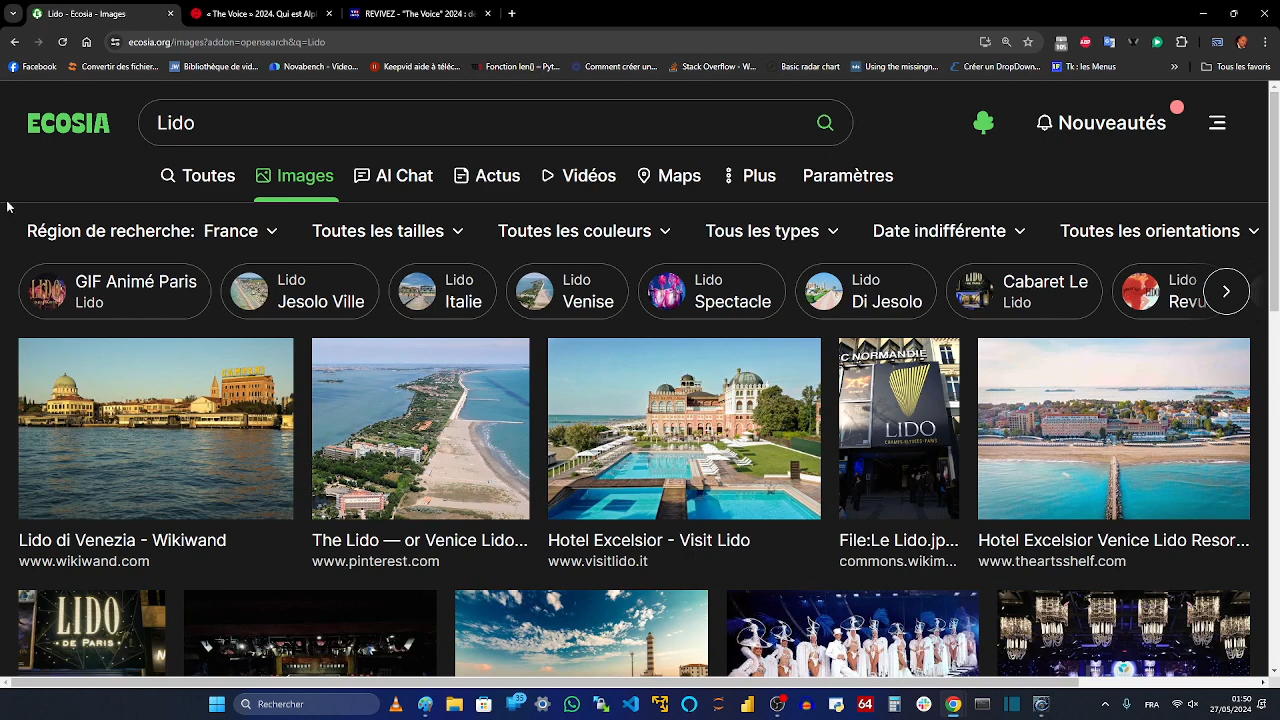 Lido - Ecosia - Images
« The Voice » 2024. Qui est Alp
REVIVEZ - "The Voice" 2024 : de
ecosia.org/images?addon=opensearch&q=Lido
Facebook
Convertir des fichier...
Bibliothèque de vid...
Novabench - Video...
Keepvid aide à téléc...
Fonction len() – Pyt...
Comment créer un...
Stack Overflow - W...
Basic radar chart
Using the missingn...
Créer un DropDown...
Tk : les Menus
Tous les favoris
ECOSIA
Lido
Nouveautés
Toutes
Images
AI Chat
Actus
Vidéos
Maps
Plus
Paramètres
Région de recherche: France
Toutes les tailles
Toutes les couleurs
Tous les types
Date indifférente
Toutes les orientations
GIF Animé Paris
Lido
Lido
Jesolo Ville
Lido
Italie
Lido
Venise
Lido
Spectacle
Lido
Di Jesolo
Cabaret Le
Lido
Lido
Revu
C NORMANDIE
LIDO
CHAMPS-ELYSEES-PARIS
Lido di Venezia - Wikiwand
www.wikiwand.com
The Lido — or Venice Lido...
www.pinterest.com
Hotel Excelsior - Visit Lido
www.visitlido.it
File:Le Lido.jp...
commons.wikim...
Hotel Excelsior Venice Lido Resor...
www.theartsshelf.com
LIDO
DE PARIS
Rechercher
35
64
01:50
27/05/2024